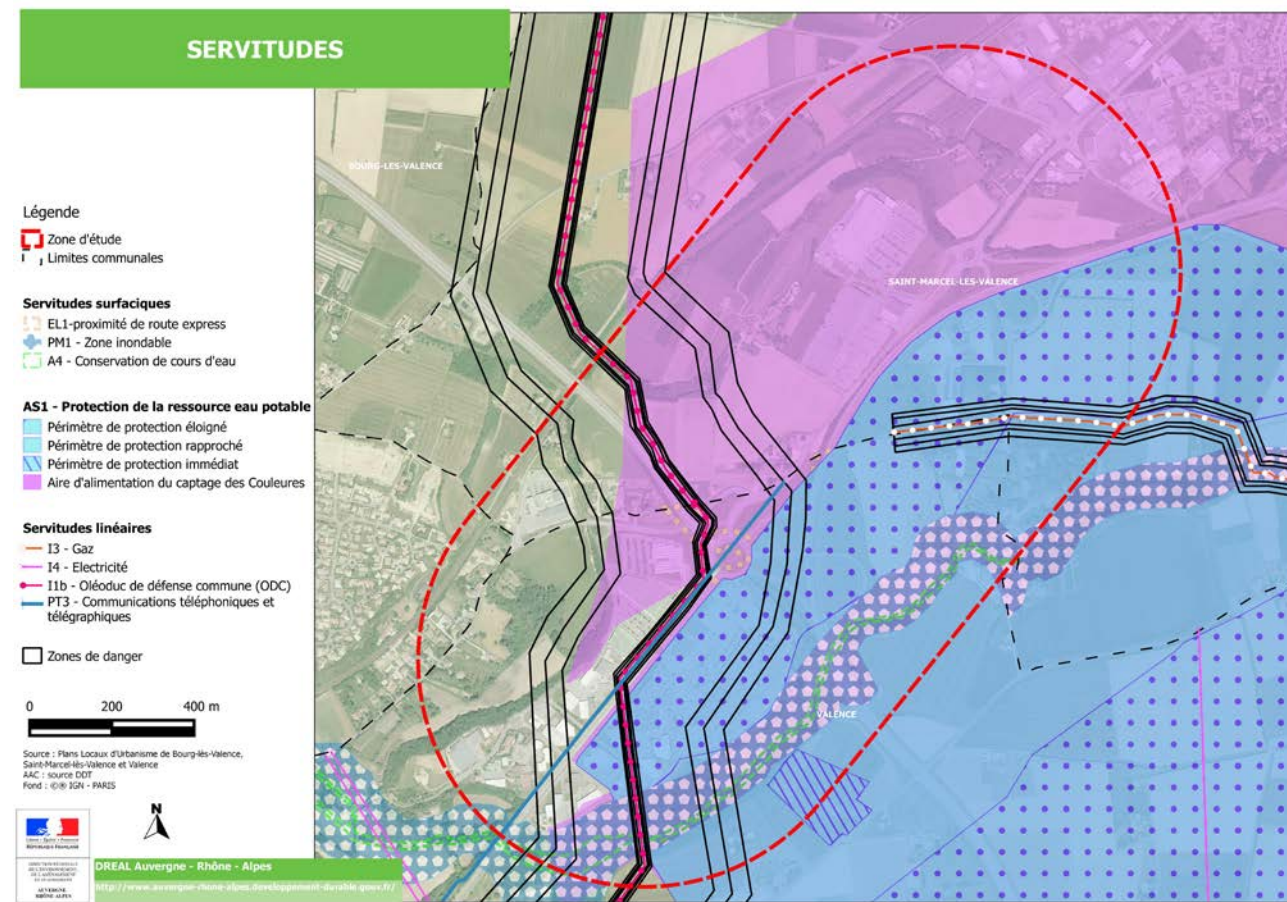 SERVITUDES
BOURG-LES-VALENCE
SAINT-MARCEL-LES-VALENCE
VALENCE
Légende
Zone d'étude
Limites communales
Servitudes surfaciques
EL1-proximité de route express
PM1 - Zone inondable
A4 - Conservation de cours d'eau
AS1 - Protection de la ressource eau potable
Périmètre de protection éloigné
Périmètre de protection rapproché
Périmètre de protection immédiat
Aire d'alimentation du captage des Couleures
Servitudes linéaires
I3 - Gaz
I4 - Electricité
I1b - Oléoduc de défense commune (ODC)
PT3 - Communications téléphoniques et
télégraphiques
Zones de danger
0 200 400 m
Source : Plans Locaux d'Urbanisme de Bourg-lès-Valence,
Saint-Marcel-lès-Valence et Valence
AAC : source DDT
Fond : ©® IGN - PARIS
N
RÉPUBLIQUE FRANÇAISE
AUVERGNE
RHÔNE-ALPES
DREAL Auvergne - Rhône - Alpes
http://www.auvergne-rhone-alpes.developpement-durable.gouv.fr/